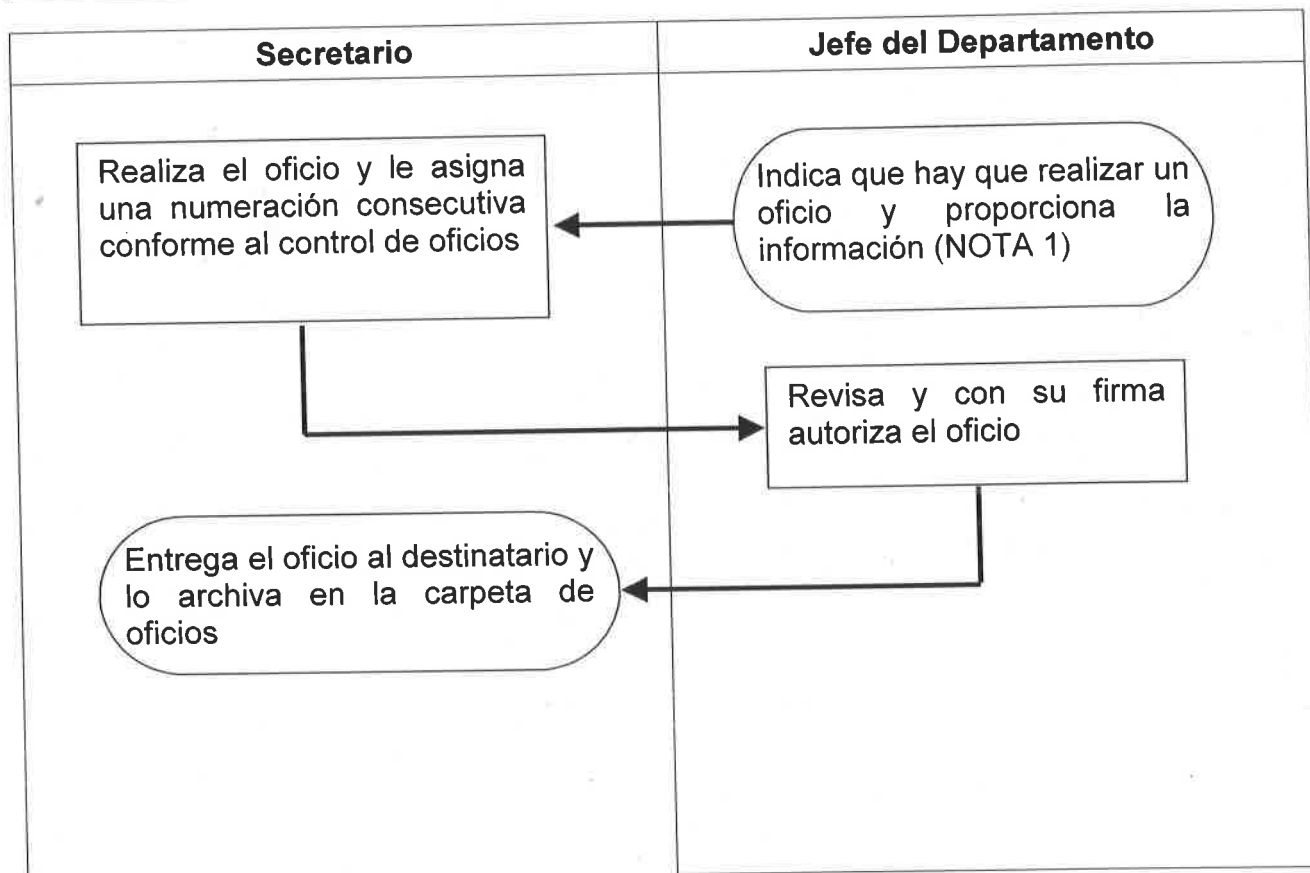 Secretario
Jefe del Departamento
Realiza el oficio y le asigna
una numeración consecutiva
conforme al control de oficios
Indica que hay que realizar un
oficio y proporciona la
información (NOTA 1)
Revisa y con su firma
autoriza el oficio
Entrega el oficio al destinatario y
lo archiva en la carpeta de
oficios